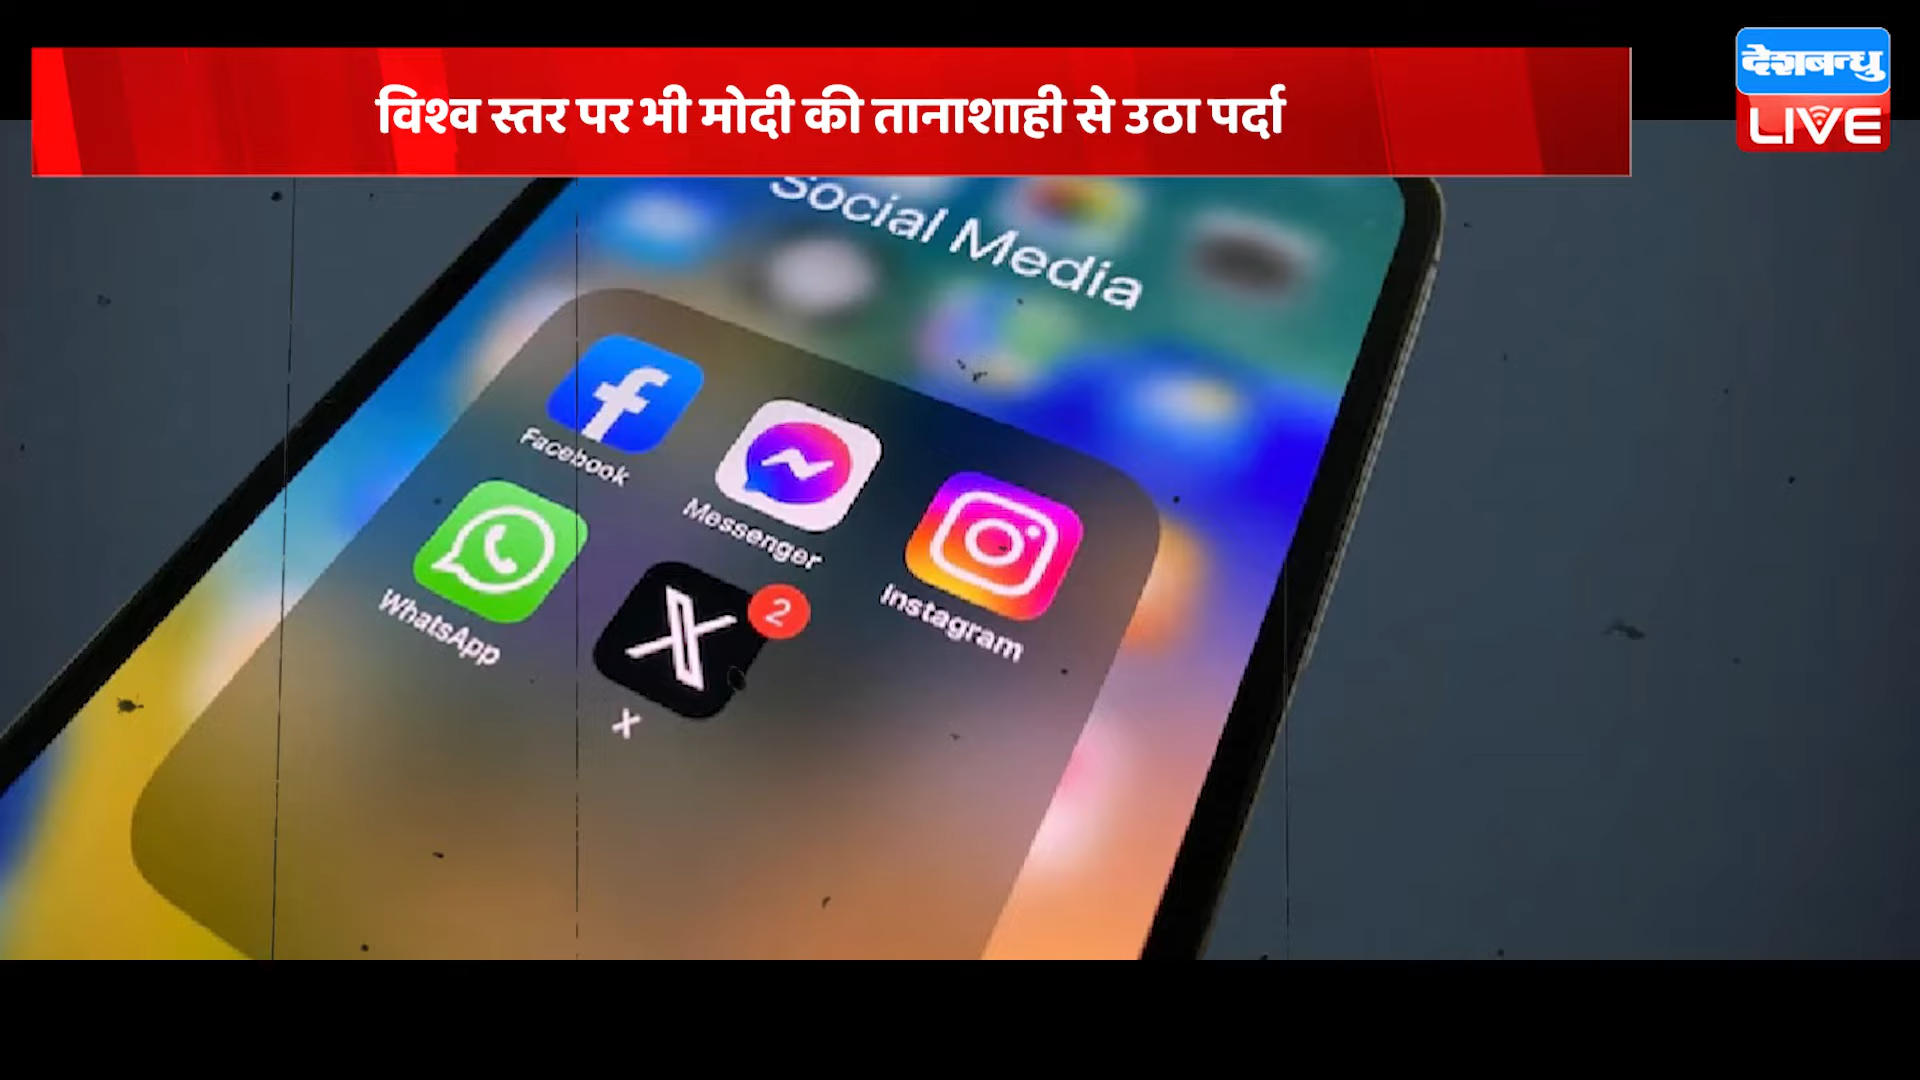 विश्व स्तर पर भी मोदी की तानाशाही से उठा पर्दा
देशबन्धु
LIVE
Social Media
Facebook
Messenger
Instagram
WhatsApp
2
X